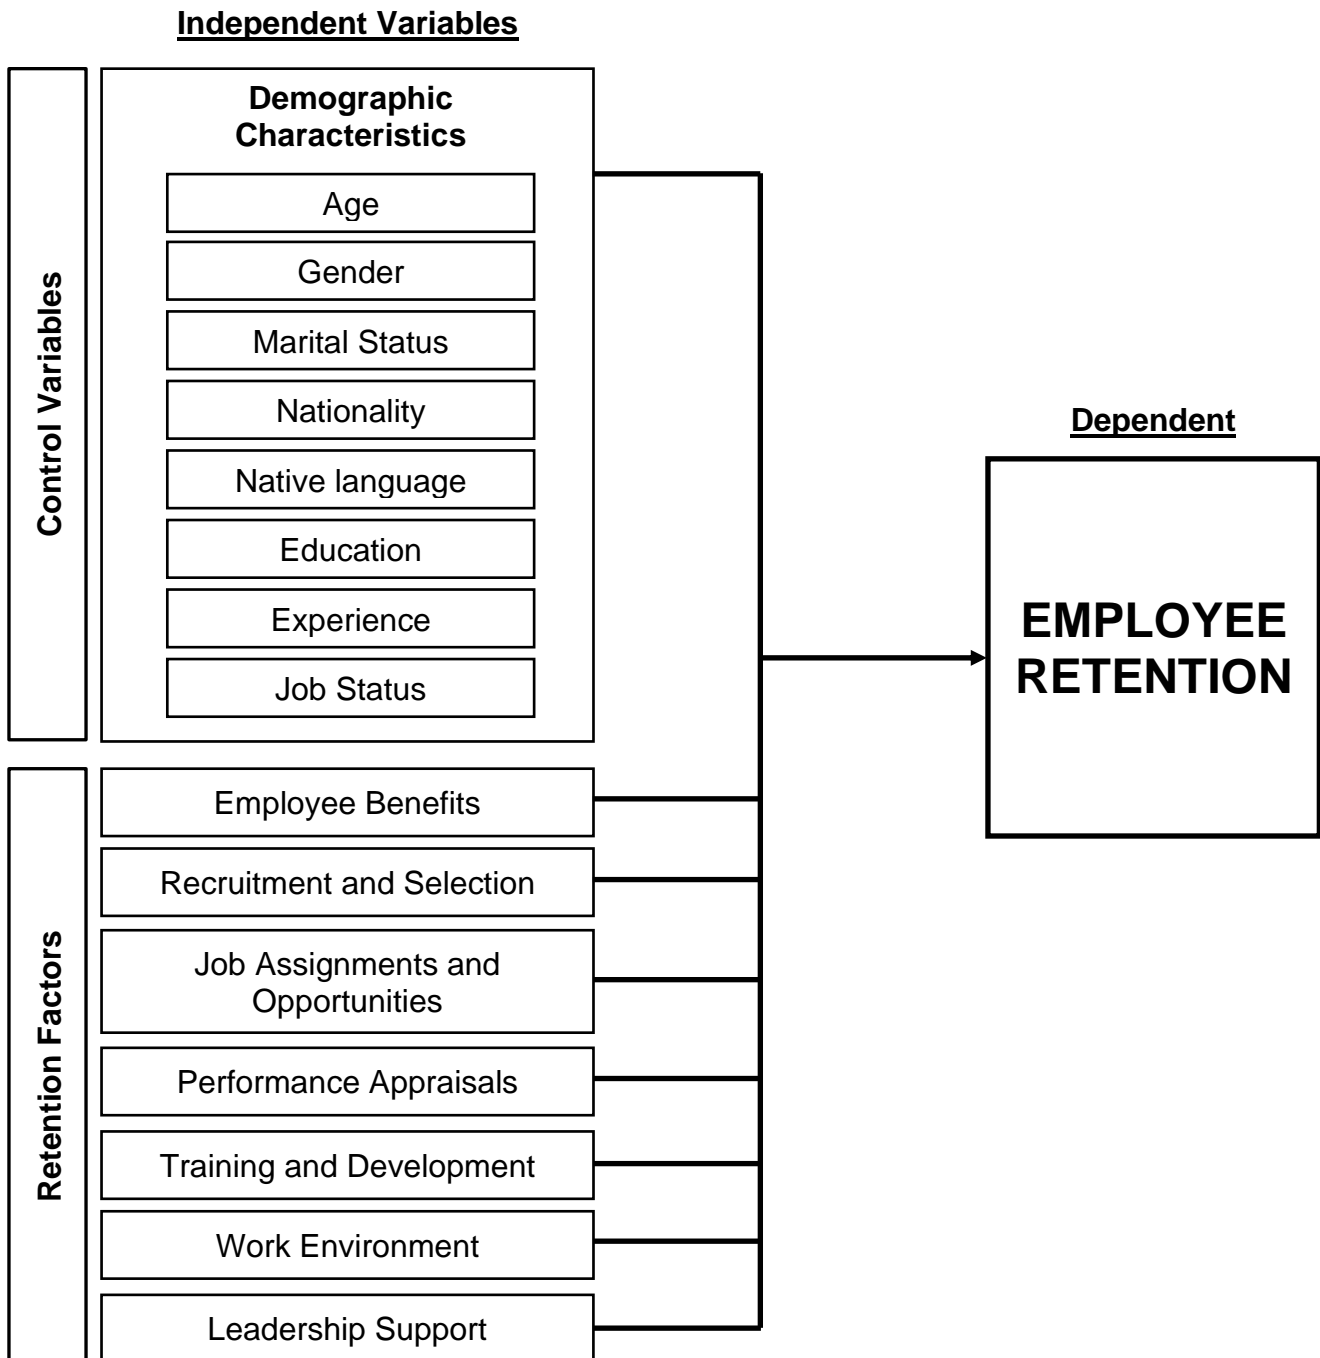 Independent Variables
Control Variables
Demographic
Characteristics
Age
Gender
Marital Status
Nationality
Native language
Education
Experience
Job Status
Retention Factors
Employee Benefits
Recruitment and Selection
Job Assignments and
Opportunities
Performance Appraisals
Training and Development
Work Environment
Leadership Support
Dependent
EMPLOYEE
RETENTION